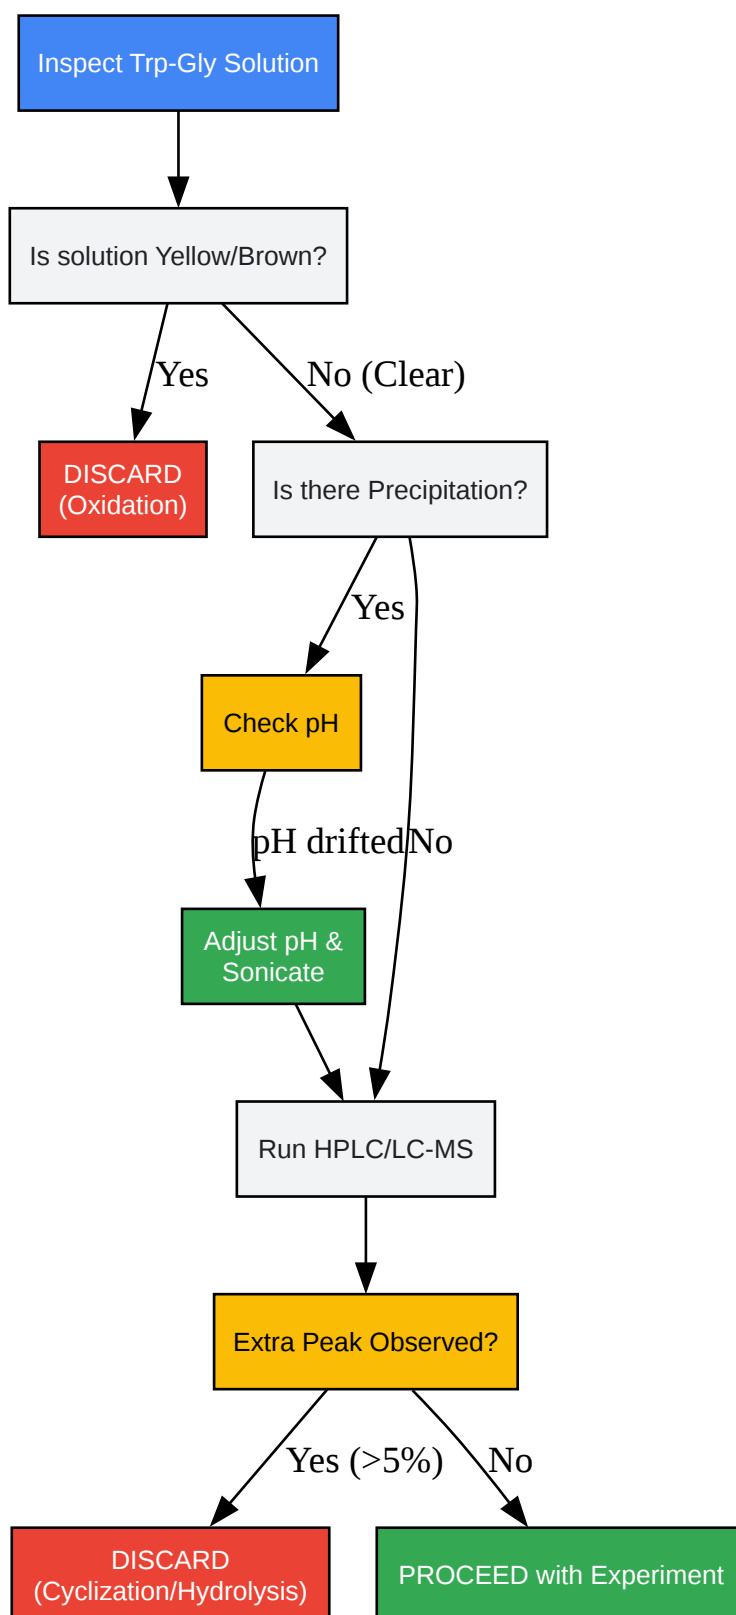 Inspect Trp-Gly Solution
Is solution Yellow/Brown?
Yes
No (Clear)
DISCARD
(Oxidation)
Is there Precipitation?
Yes
Check pH
pH drifted
No
Adjust pH &
Sonicate
Run HPLC/LC-MS
Extra Peak Observed?
Yes (>5%)
No
DISCARD
(Cyclization/Hydrolysis)
PROCEED with Experiment